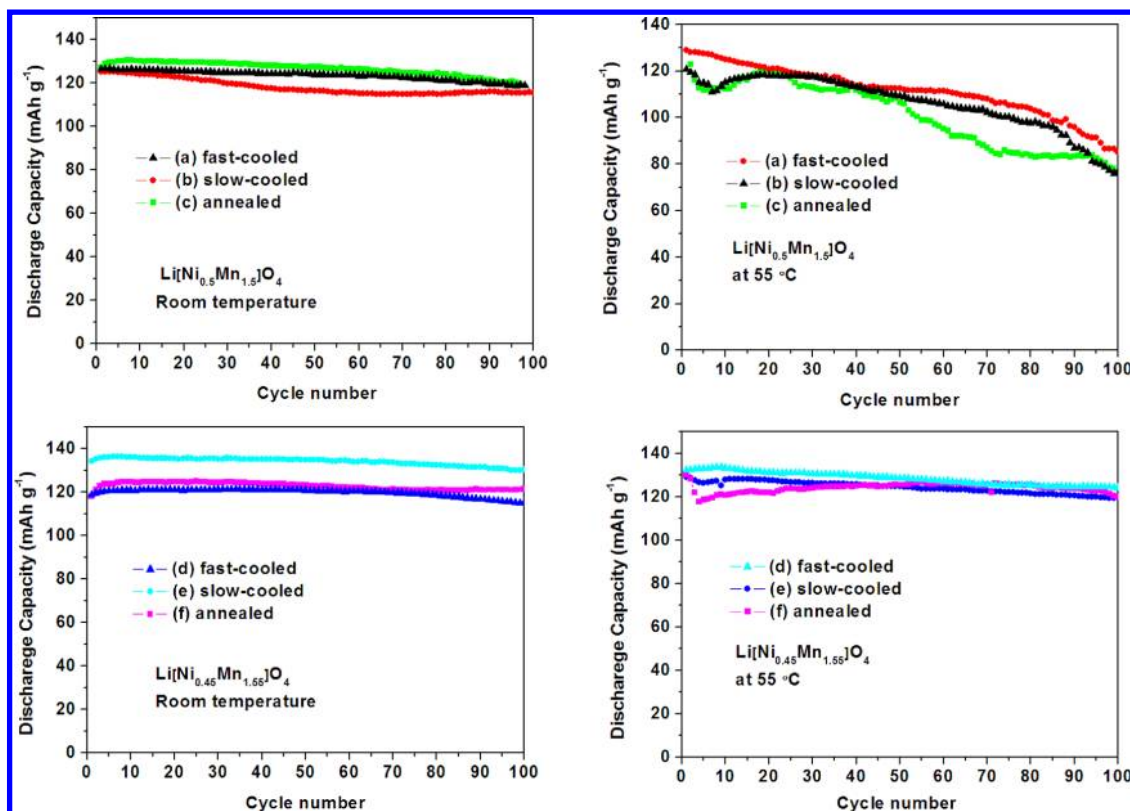 140
120
100
80
60
40
20
0
Discharge Capacity (mAh g⁻¹)
(a) fast-cooled
(b) slow-cooled
(c) annealed
Li[Ni₀.₅Mn₁.₅]O₄
Room temperature
0 10 20 30 40 50 60 70 80 90 100
Cycle number
140
120
100
80
60
40
20
0
Discharge Capacity (mAh g⁻¹)
(a) fast-cooled
(b) slow-cooled
(c) annealed
Li[Ni₀.₅Mn₁.₅]O₄
at 55 °C
0 10 20 30 40 50 60 70 80 90 100
Cycle number
140
120
100
80
60
40
20
0
Discharege Capacity (mAh g⁻¹)
(d) fast-cooled
(e) slow-cooled
(f) annealed
Li[Ni₀.₄₅Mn₁.₅₅]O₄
Room temperature
0 10 20 30 40 50 60 70 80 90 100
Cycle number
140
120
100
80
60
40
20
0
Discharege Capacity (mAh g⁻¹)
(d) fast-cooled
(e) slow-cooled
(f) annealed
Li[Ni₀.₄₅Mn₁.₅₅]O₄
at 55 °C
0 10 20 30 40 50 60 70 80 90 100
Cycle number